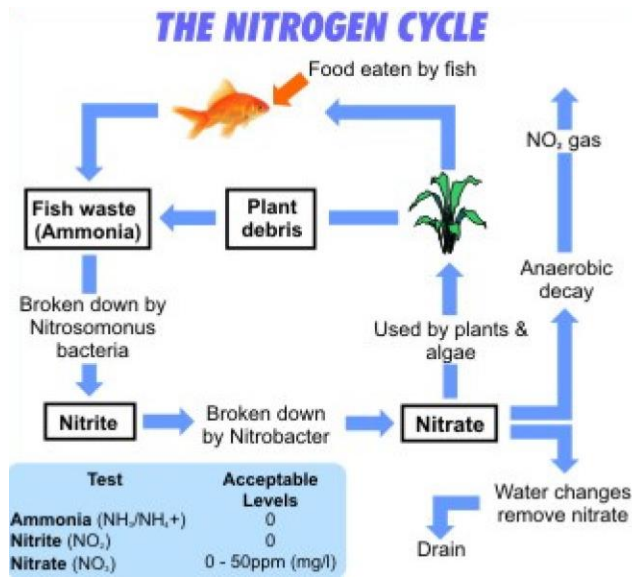 THE NITROGEN CYCLE
Food eaten by fish
NO₂ gas
Fish waste
(Ammonia)
Plant
debris
Anaerobic
decay
Broken down by
Nitrosomonus
bacteria
Used by plants &
algae
Nitrite
Broken down
by Nitrobacter
Nitrate
Water changes
remove nitrate
Drain
Test Acceptable Levels
Ammonia (NH₃/NH₄+) 0
Nitrite (NO₂) 0
Nitrate (NO₃) 0 - 50ppm (mg/l)